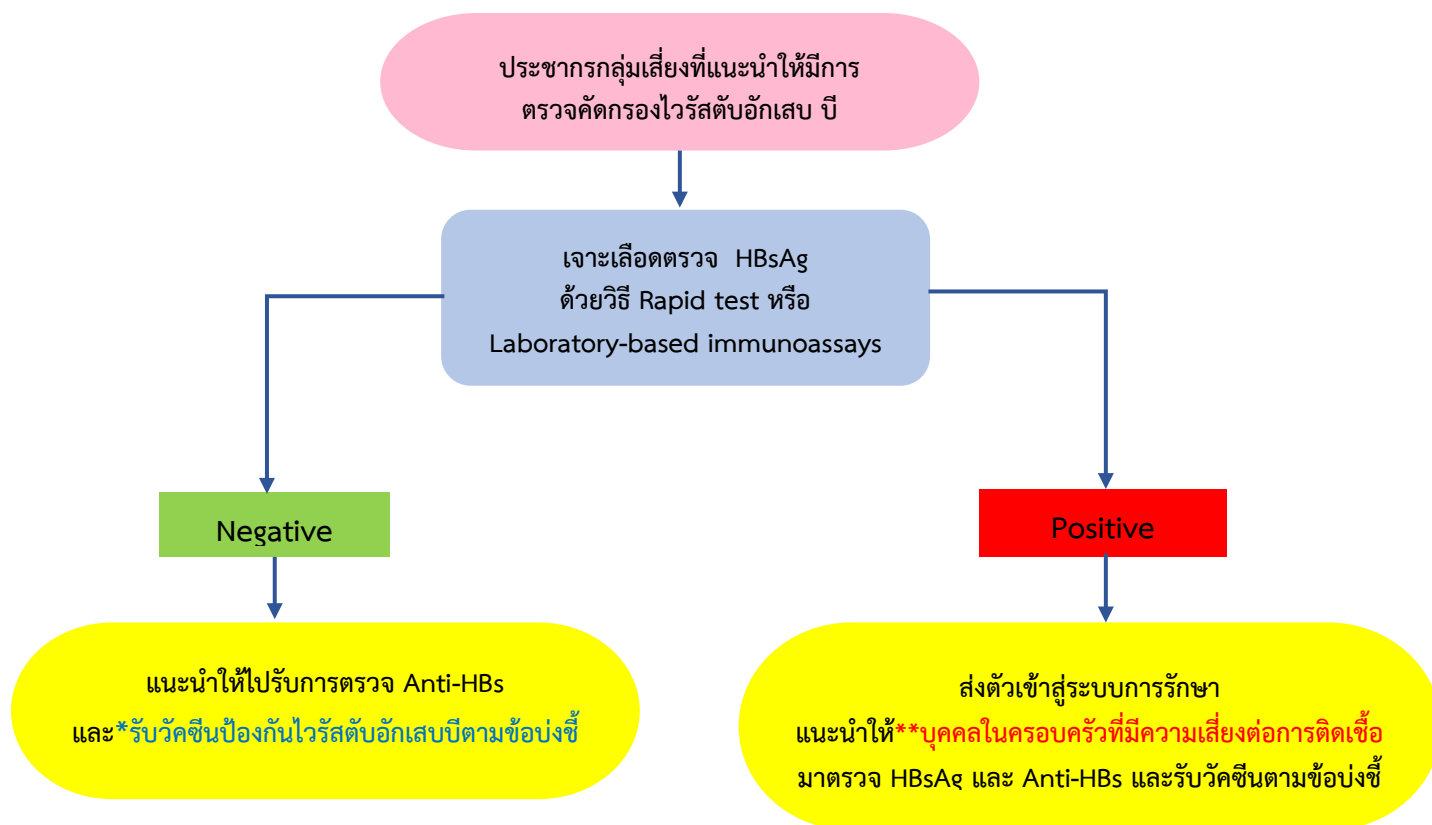 ประชากรกลุ่มเสี่ยงที่แนะนำให้มีการ
ตรวจคัดกรองไวรัสตับอักเสบ บี
เจาะเลือดตรวจ HBsAg
ด้วยวิธี Rapid test หรือ
Laboratory-based immunoassays
Negative
Positive
แนะนำให้ไปรับการตรวจ Anti-HBs
และ*รับวัคซีนป้องกันไวรัสตับอักเสบบีตามข้อบ่งชี้
ส่งตัวเข้าสู่ระบบการรักษา
แนะนำให้**บุคคลในครอบครัวที่มีความเสี่ยงต่อการติดเชื้อ
มาตรวจ HBsAg และ Anti-HBs และรับวัคซีนตามข้อบ่งชี้